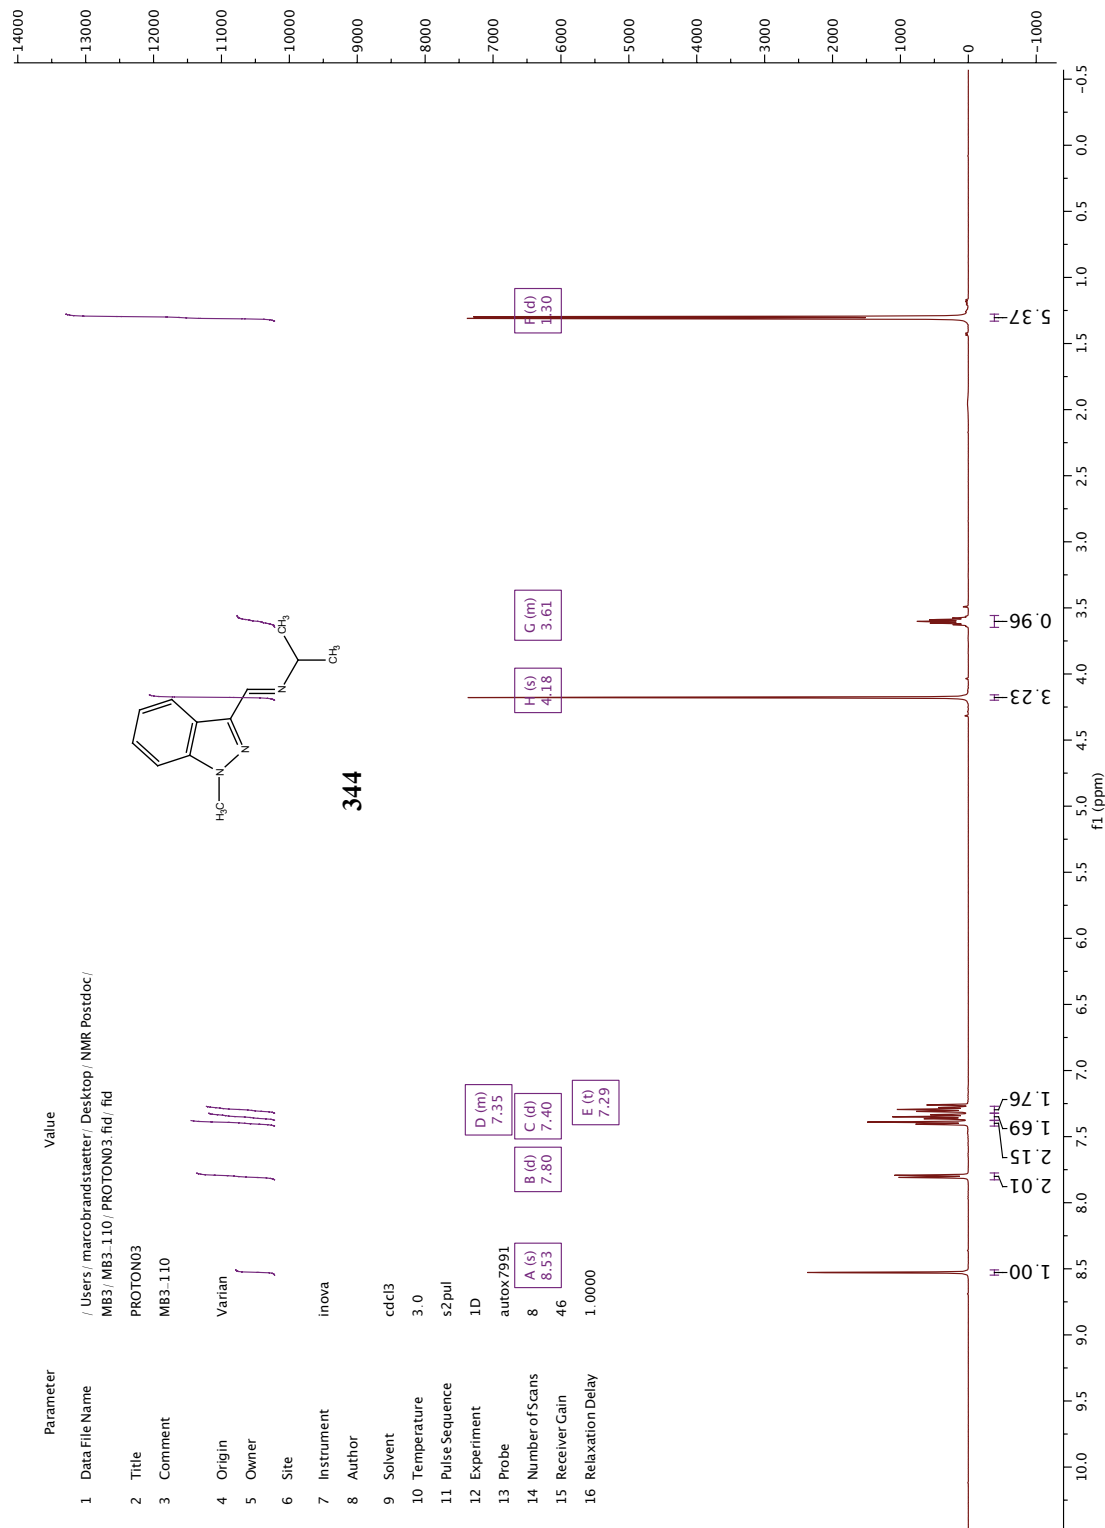 Parameter Value
1 Data File Name / Users/ marcobrandstaetter/ Desktop/ NMR Postdoc/
MB3/ MB3-110/ PROTON03.fid/ fid
2 Title PROTON03
3 Comment MB3-110
4 Origin Varian
5 Owner
6 Site
7 Instrument inova
8 Author
9 Solvent cdcl3
10 Temperature 3.0
11 Pulse Sequence s2pul
12 Experiment 1D
13 Probe autox7991
14 Number of Scans 8
15 Receiver Gain 46
16 Relaxation Delay 1.0000
H₃C
N
N
N
CH₃
CH₃
344
A (s)
8.53
B (d)
7.80
C (d)
7.40
D (m)
7.35
E (t)
7.29
H (s)
4.18
G (m)
3.61
F (d)
1.30
1.00
2.01
2.15
1.69
1.76
3.23
0.96
5.37
10.0 9.5 9.0 8.5 8.0 7.5 7.0 6.5 6.0 5.5 5.0 4.5 4.0 3.5 3.0 2.5 2.0 1.5 1.0 0.5 0.0 -0.5
f1 (ppm)
14000
13000
12000
11000
10000
9000
8000
7000
6000
5000
4000
3000
2000
1000
0
-1000